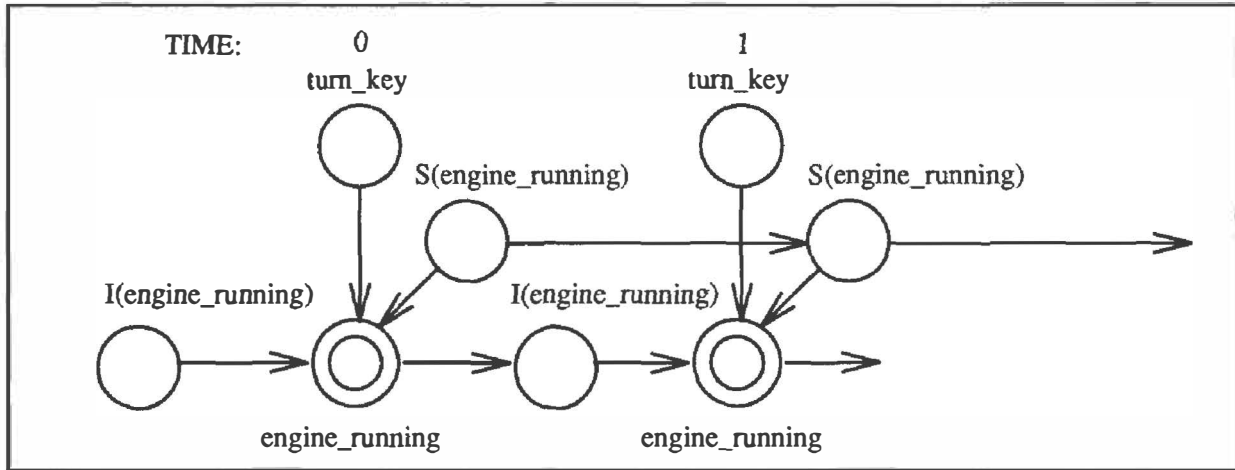 TIME: 0 1
turn_key turn_key
S(engine_running) S(engine_running)
I(engine_running) I(engine_running)
engine_running engine_running